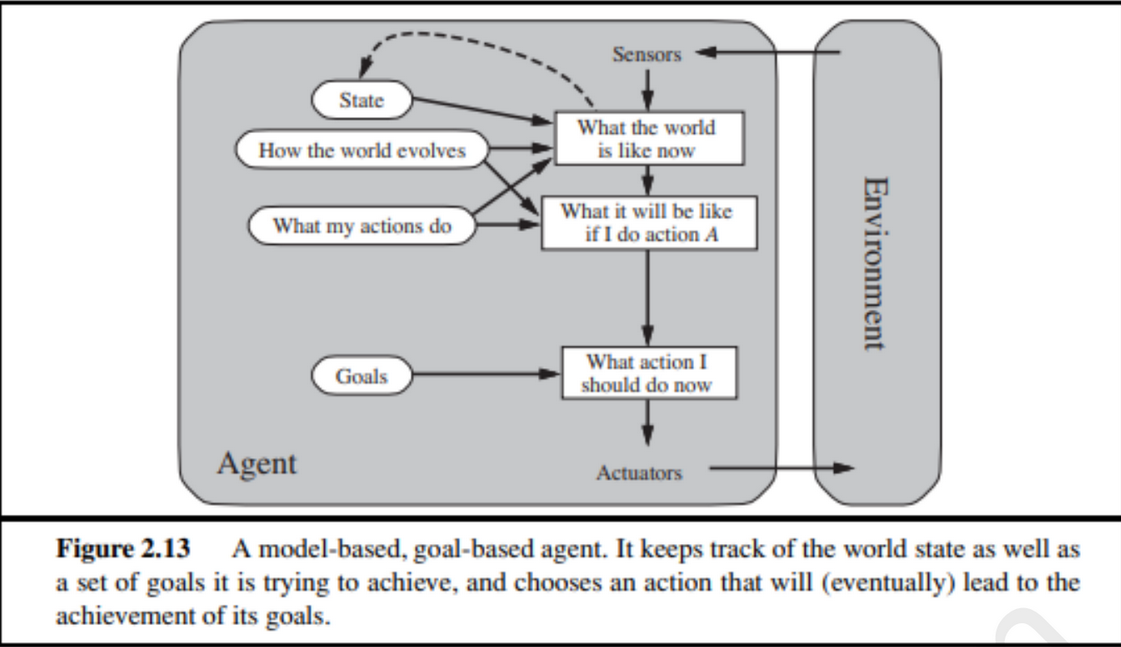 Sensors
State
What the world
is like now
How the world evolves
What my actions do
What it will be like
if I do action A
Goals
What action I
should do now
Agent
Actuators
Environment
Figure 2.13 A model-based, goal-based agent. It keeps track of the world state as well as
a set of goals it is trying to achieve, and chooses an action that will (eventually) lead to the
achievement of its goals.